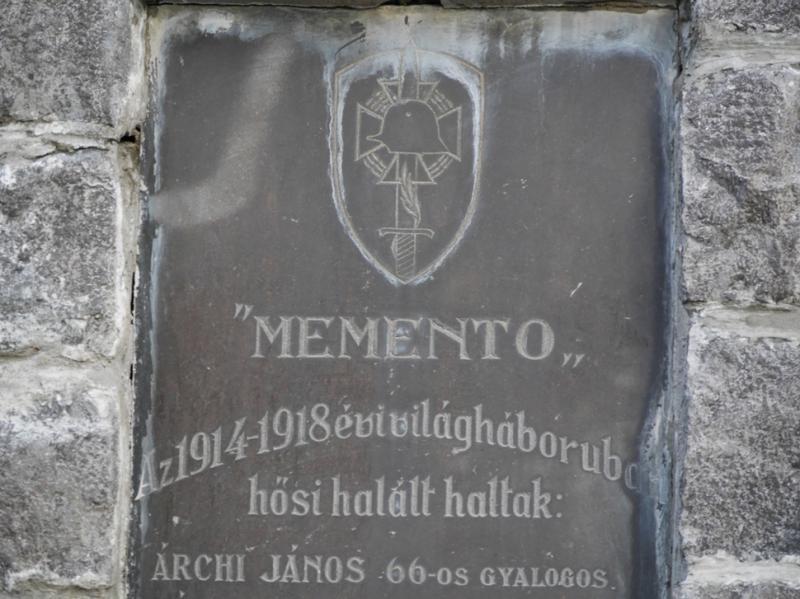 "MEMENTO„
Az 1914-1918 évi világháboruban
hősi halált haltak:
ÁRCHI JÁNOS 66-OS GYALOGOS.